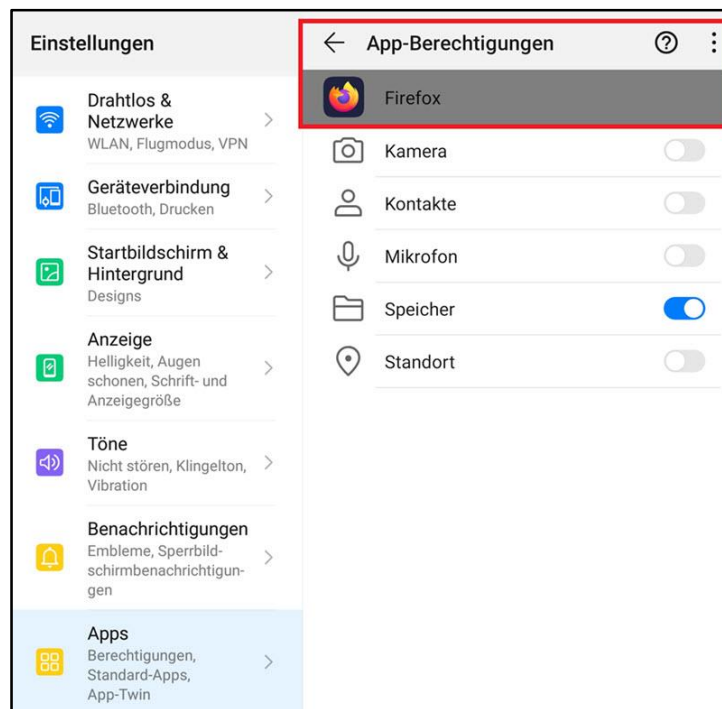 Einstellungen
Drahtlos &
Netzwerke
WLAN, Flugmodus, VPN
Geräteverbindung
Bluetooth, Drucken
Startbildschirm &
Hintergrund
Designs
Anzeige
Helligkeit, Augen
schonen, Schrift- und
Anzeigegröße
Töne
Nicht stören, Klingelton,
Vibration
Benachrichtigungen
Embleme, Sperrbild-
schirmbenachrichtigun-
gen
Apps
Berechtigungen,
Standard-Apps,
App-Twin
App-Berechtigungen
Firefox
Kamera
Kontakte
Mikrofon
Speicher
Standort